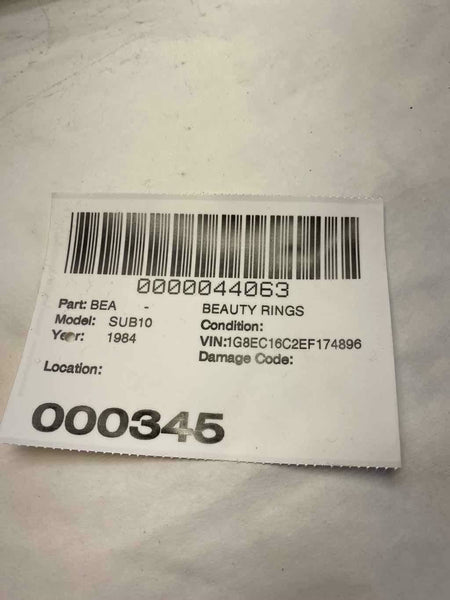 0000044063
Part: BEA - BEAUTY RINGS
Model: SUB10 Condition:
Year: 1984 VIN:1G8EC16C2EF174896
Damage Code:
Location:
000345